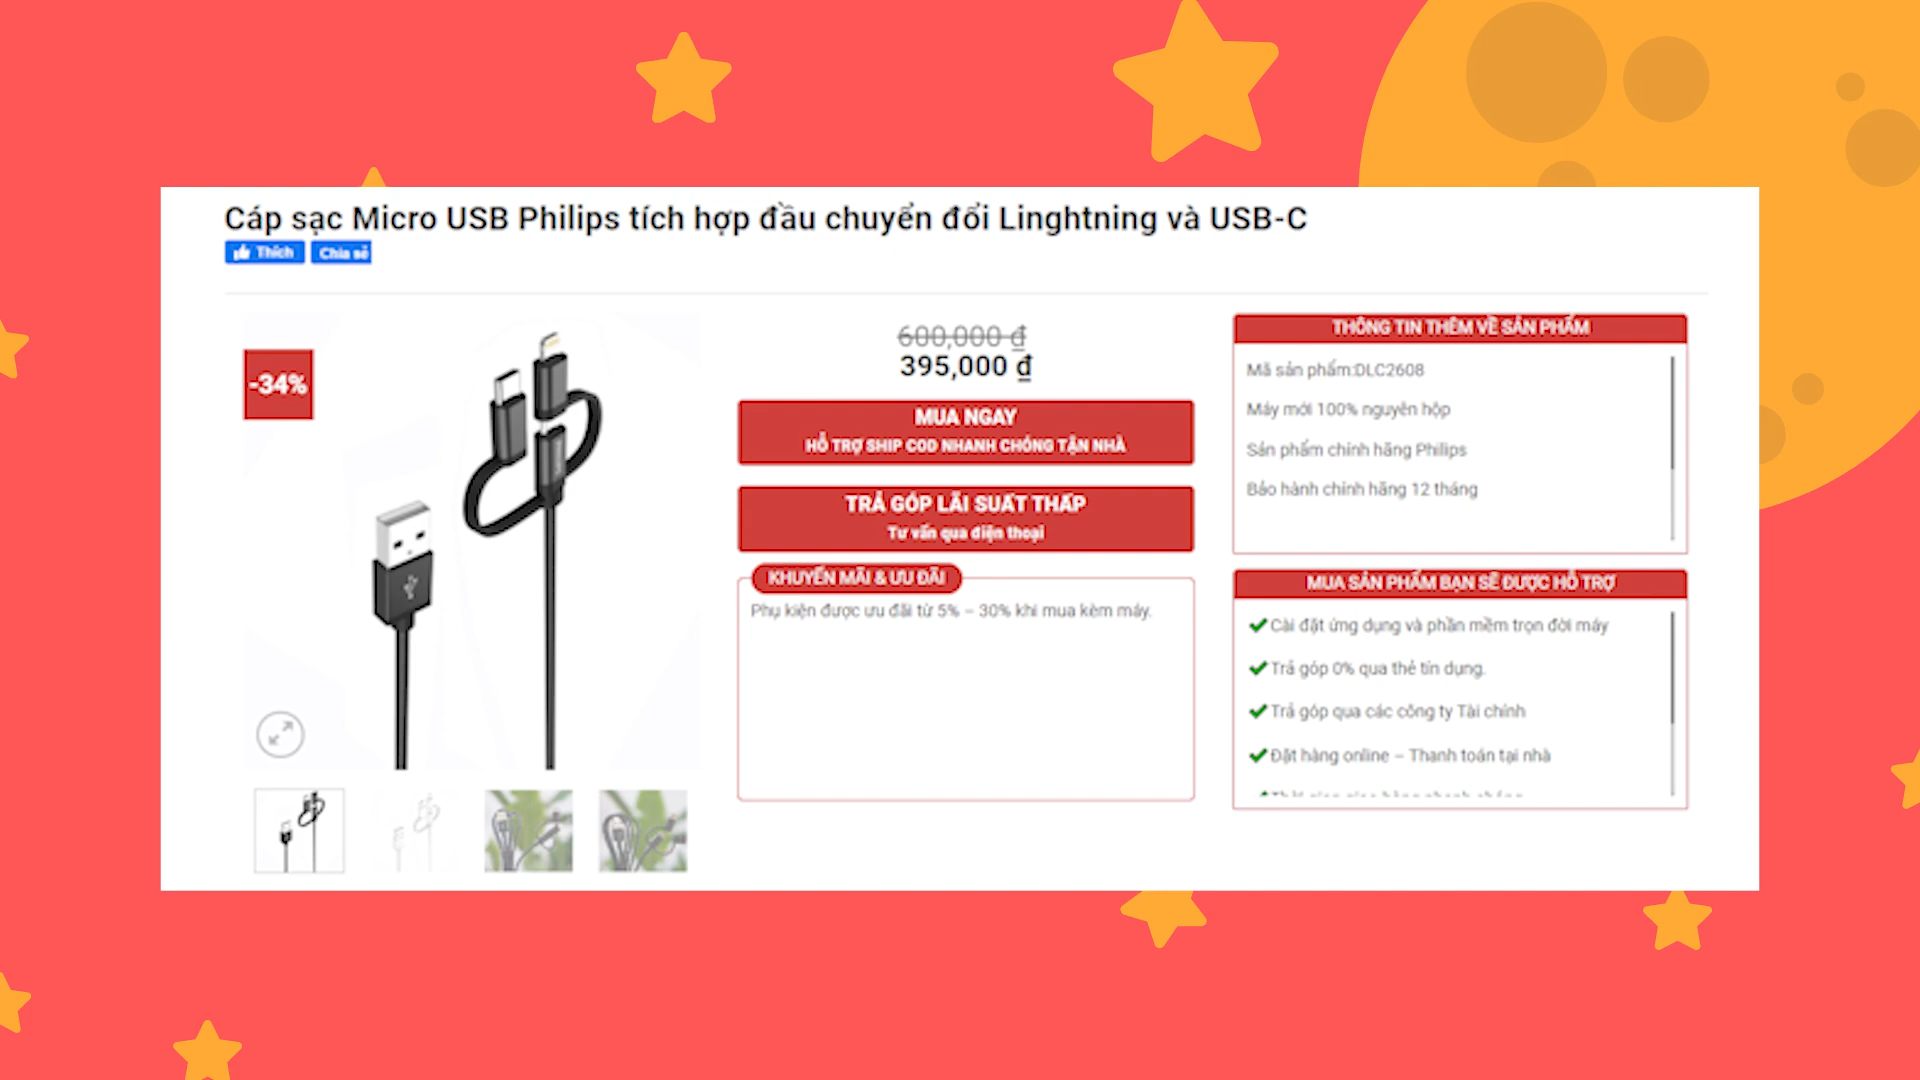 Cáp sạc Micro USB Philips tích hợp đầu chuyển đổi Linghtning và USB-C
Thích
Chia sẻ
-34%
600,000 ₫
395,000 ₫
MUA NGAY
HỖ TRỢ SHIP COD NHANH CHÓNG TẬN NHÀ
TRẢ GÓP LÃI SUẤT THẤP
Tư vấn qua điện thoại
KHUYẾN MÃI & ƯU ĐÃI
Phụ kiện được ưu đãi từ 5% – 30% khi mua kèm máy.
THÔNG TIN THÊM VỀ SẢN PHẨM
Mã sản phẩm:DLC2608
Máy mới 100% nguyên hộp
Sản phẩm chính hãng Philips
Bảo hành chính hãng 12 tháng
MUA SẢN PHẨM BẠN SẼ ĐƯỢC HỖ TRỢ
Cài đặt ứng dụng và phần mềm trọn đời máy
Trả góp 0% qua thẻ tín dụng.
Trả góp qua các công ty Tài chính
Đặt hàng online – Thanh toán tại nhà